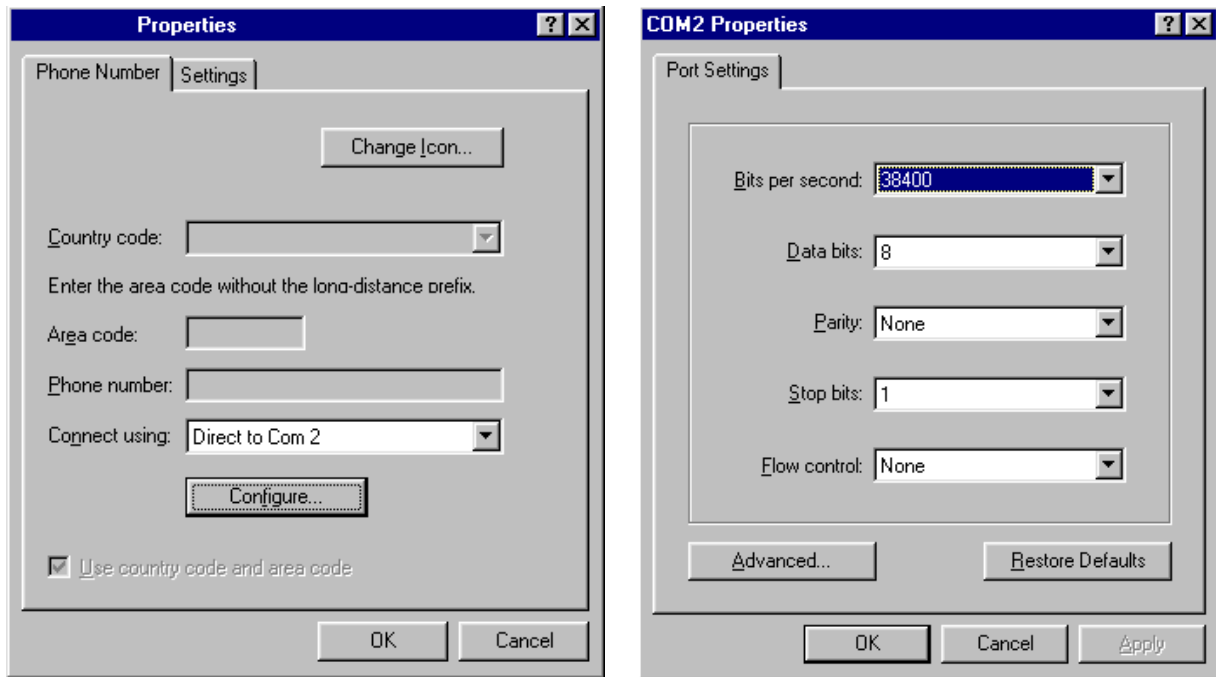 Properties
Phone Number
Settings
Change Icon...
Country code:
Enter the area code without the long-distance prefix.
Area code:
Phone number:
Connect using: Direct to Com 2
Configure...
Use country code and area code
OK Cancel
COM2 Properties
Port Settings
Bits per second: 38400
Data bits: 8
Parity: None
Stop bits: 1
Flow control: None
Advanced... Restore Defaults
OK Cancel Apply